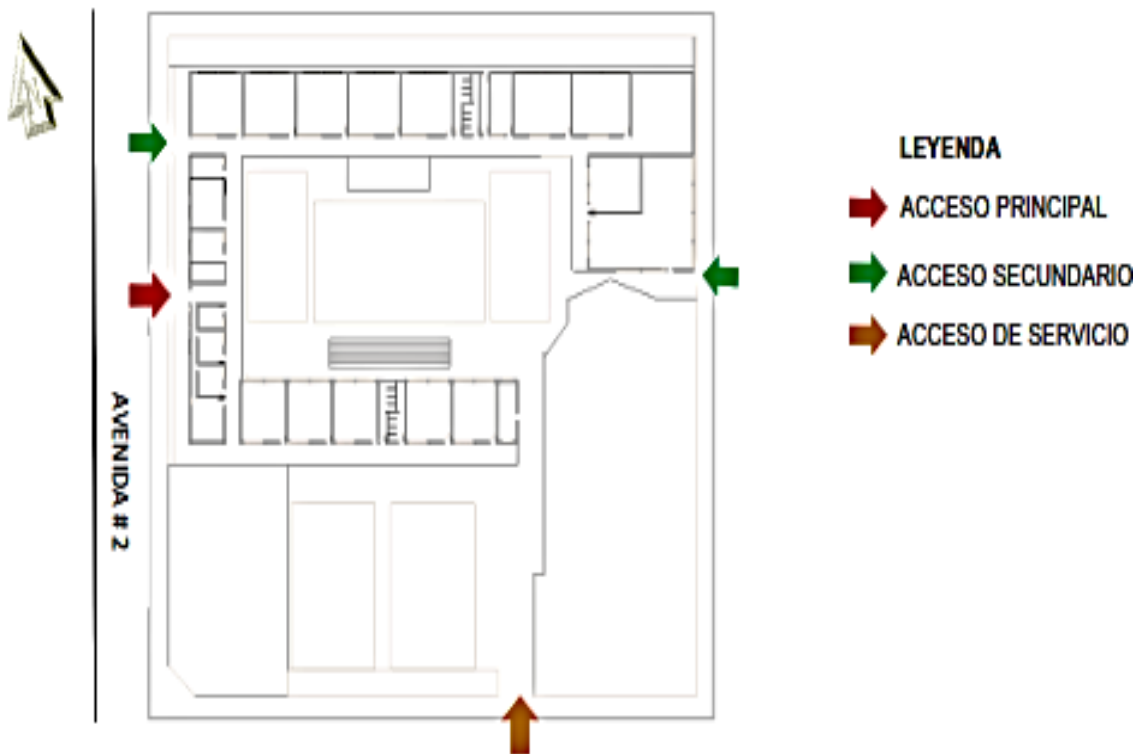 LEYENDA
ACCESO PRINCIPAL
ACCESO SECUNDARIO
ACCESO DE SERVICIO
AVENIDA # 2